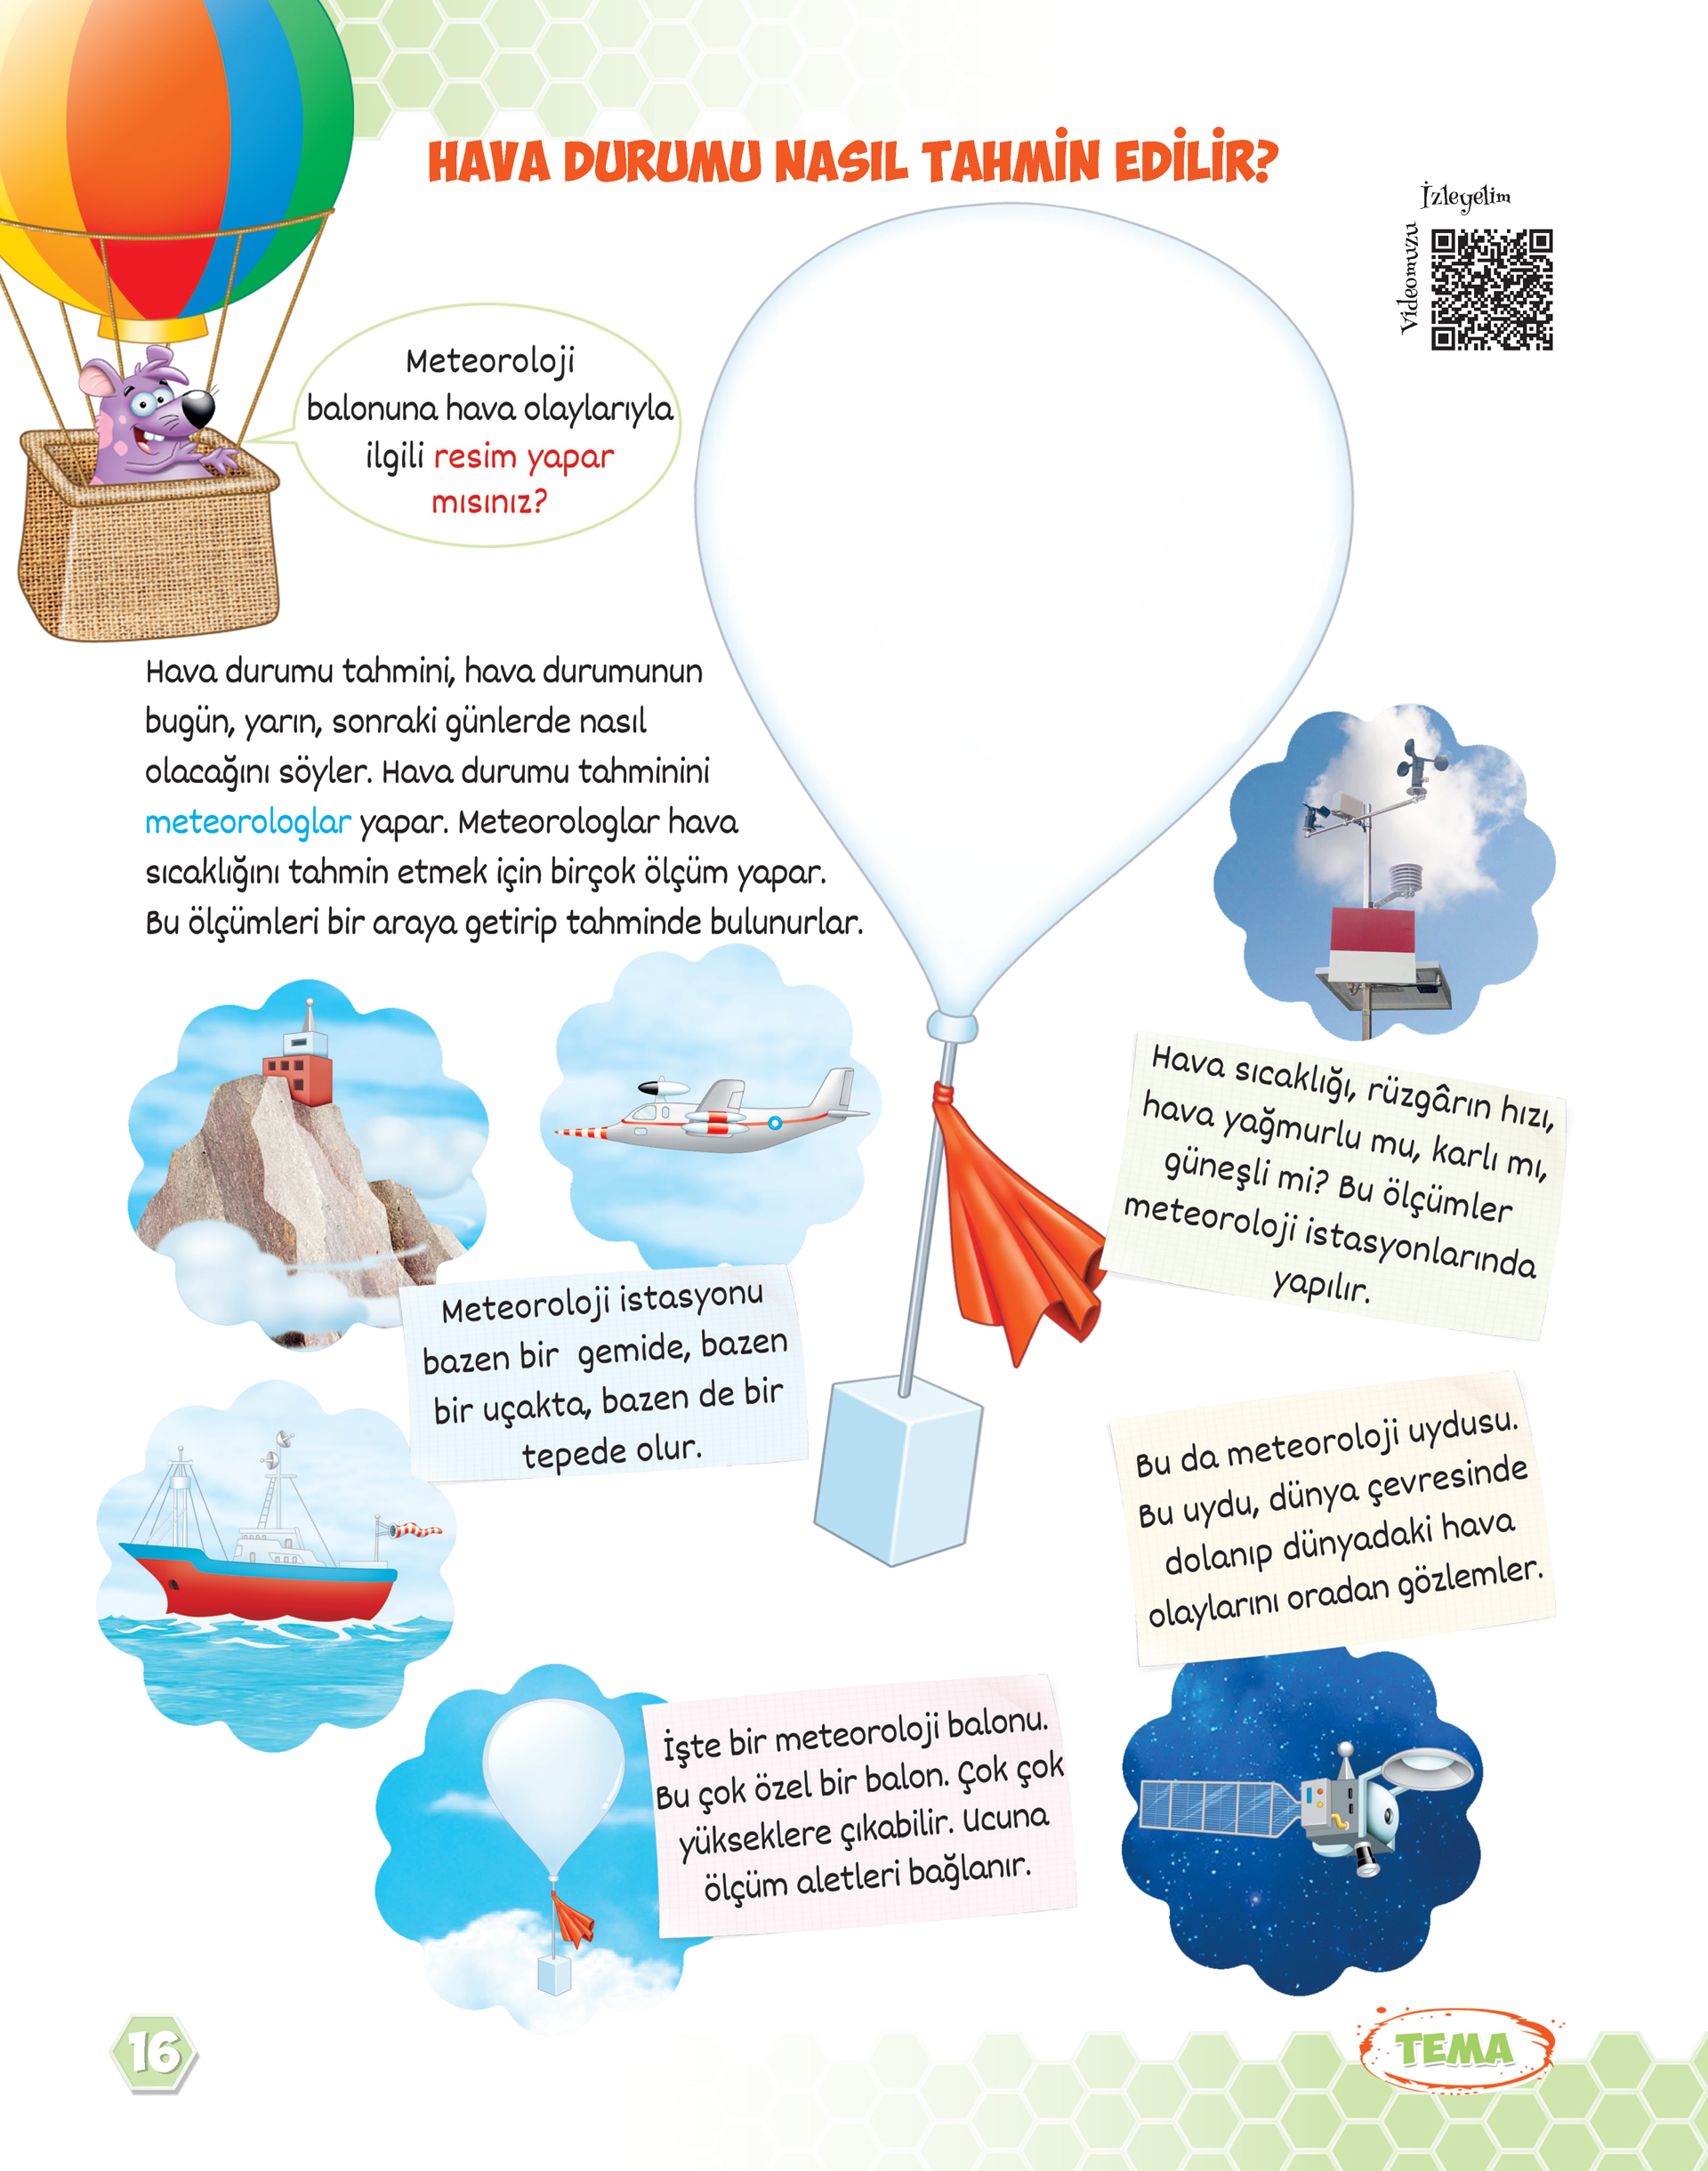 HAVA DURUMU NASIL TAHMİN EDİLİR?
İzleyelim
Videomuzu
Meteoroloji
balonuna hava olaylarıyla
ilgili resim yapar
mısınız?
Hava durumu tahmini, hava durumunun
bugün, yarın, sonraki günlerde nasıl
olacağını söyler. Hava durumu tahminini
meteorologlar yapar. Meteorologlar hava
sıcaklığını tahmin etmek için birçok ölçüm yapar.
Bu ölçümleri bir araya getirip tahminde bulunurlar.
Hava sıcaklığı, rüzgârın hızı,
hava yağmurlu mu, karlı mı,
güneşli mi? Bu ölçümler
meteoroloji istasyonlarında
yapılır.
Meteoroloji istasyonu
bazen bir gemide, bazen
bir uçakta, bazen de bir
tepede olur.
Bu da meteoroloji uydusu.
Bu uydu, dünya çevresinde
dolanıp dünyadaki hava
olaylarını oradan gözlemler.
İşte bir meteoroloji balonu.
Bu çok özel bir balon. Çok çok
yükseklere çıkabilir. Ucuna
ölçüm aletleri bağlanır.
16
TEMA